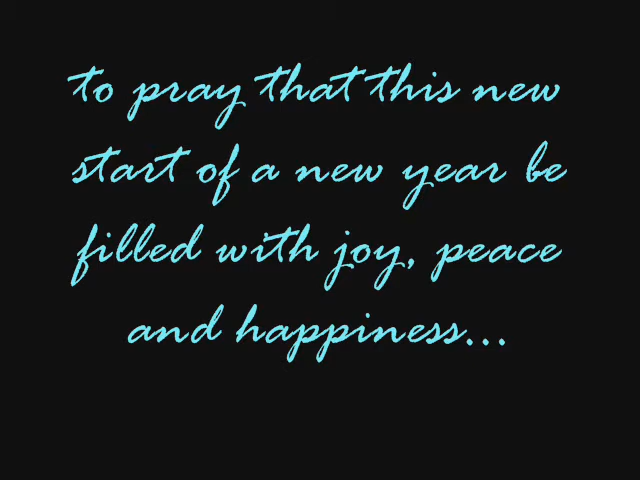 to pray that this new
start of a new year be
filled with joy, peace
and happiness...